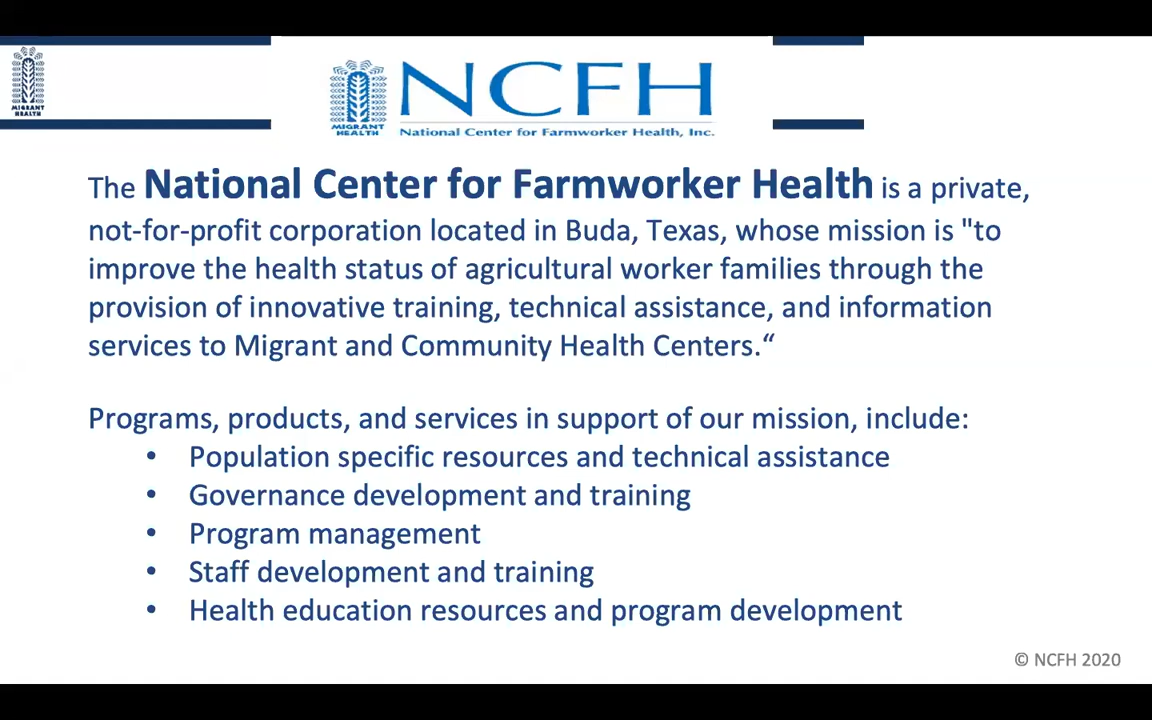 MIGRANT
HEALTH
MIGRANT
HEALTH
NCFH
National Center for Farmworker Health, Inc.
The National Center for Farmworker Health is a private,
not-for-profit corporation located in Buda, Texas, whose mission is "to
improve the health status of agricultural worker families through the
provision of innovative training, technical assistance, and information
services to Migrant and Community Health Centers.“
Programs, products, and services in support of our mission, include:
• Population specific resources and technical assistance
• Governance development and training
• Program management
• Staff development and training
• Health education resources and program development
© NCFH 2020